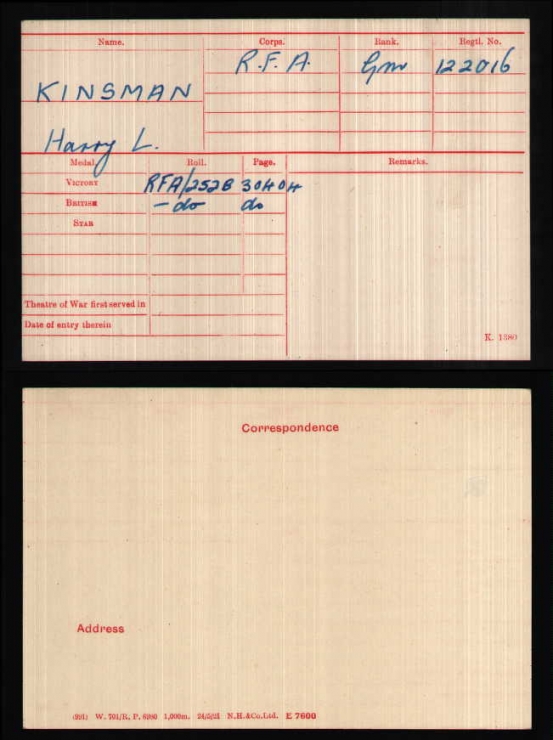 Name. Corps. Rank. Regtl. No.
R.F.A. Gnr 122016
KINSMAN
Harry L.
Medal. Roll. Page. Remarks.
VICTORY RFA/252B 30404
BRITISH - do do
STAR
Theatre of War first served in
Date of entry therein
K. 1380
Correspondence
Address
(991) W. 701/R. P. 6260 1,000m. 24/5/21 N.H.&Co.Ltd. E 7600